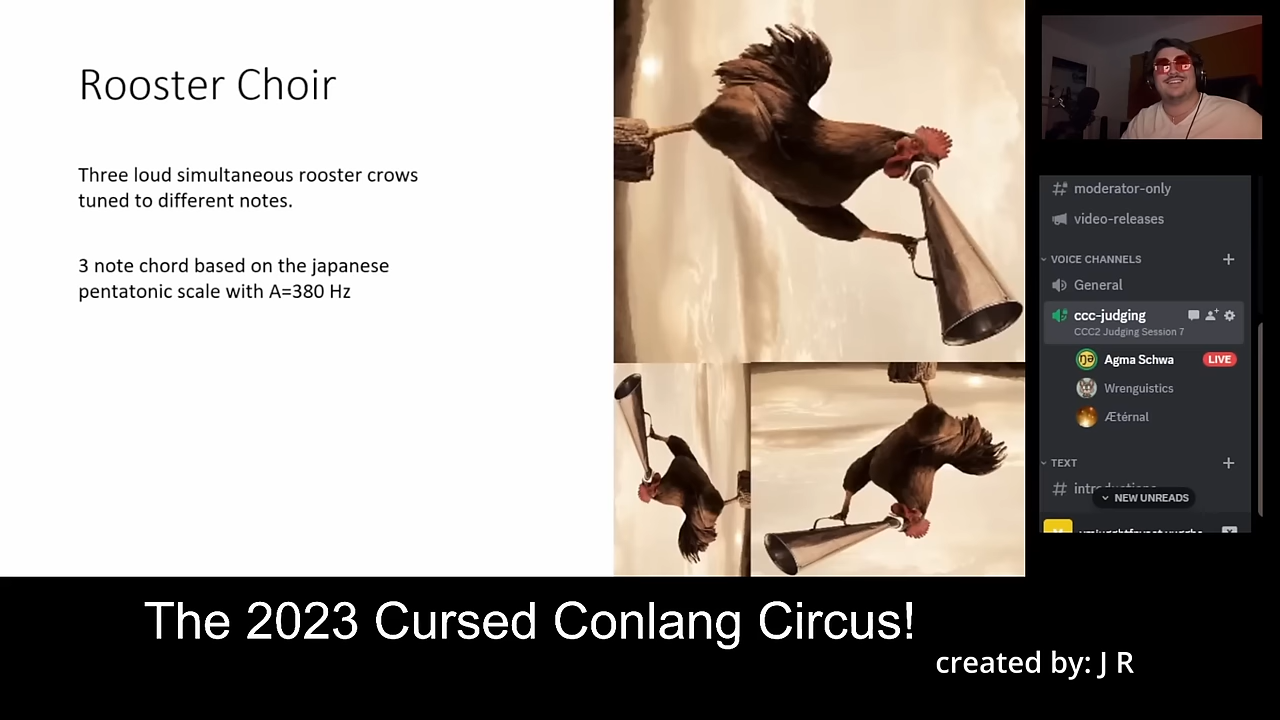 Rooster Choir
Three loud simultaneous rooster crows
tuned to different notes.
3 note chord based on the japanese
pentatonic scale with A=380 Hz
moderator-only
video-releases
VOICE CHANNELS
General
ccc-judging
CCC2 Judging Session 7
Agma Schwa LIVE
Wrenguistics
Ætérnal
TEXT
NEW UNREADS
The 2023 Cursed Conlang Circus!
created by: J R